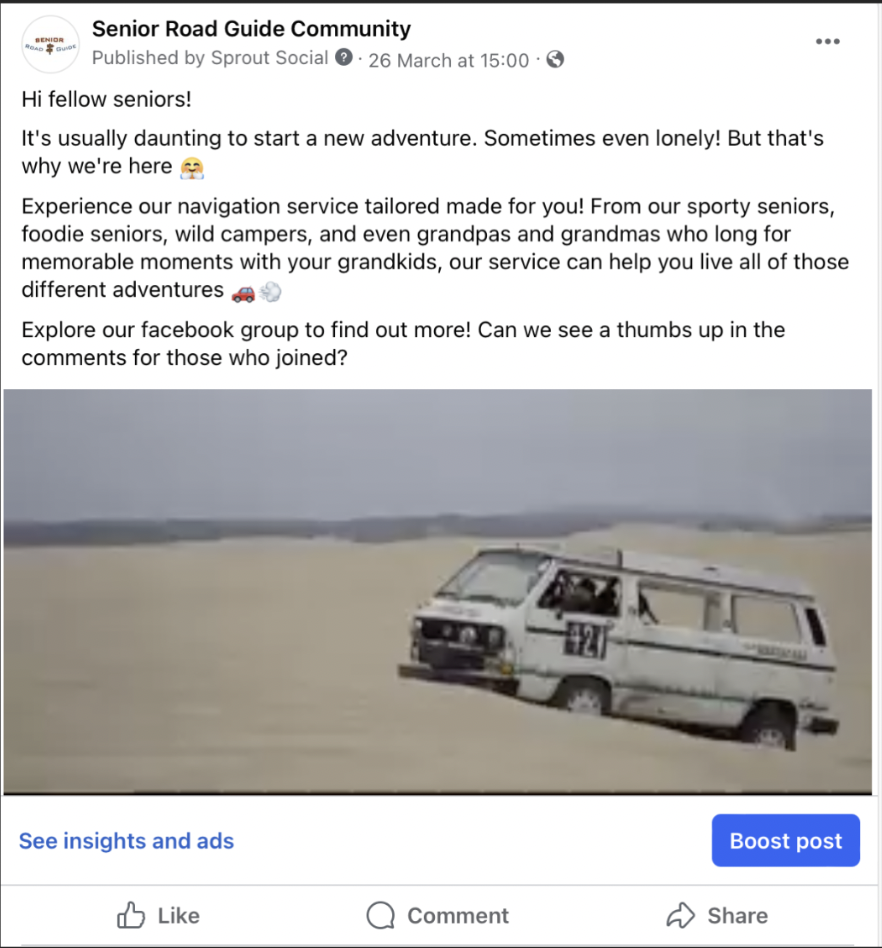 SENIOR
ROAD GUIDE
Senior Road Guide Community
Published by Sprout Social ? · 26 March at 15:00 ·
Hi fellow seniors!
It's usually daunting to start a new adventure. Sometimes even lonely! But that's
why we're here 🤗
Experience our navigation service tailored made for you! From our sporty seniors,
foodie seniors, wild campers, and even grandpas and grandmas who long for
memorable moments with your grandkids, our service can help you live all of those
different adventures 🚗💨
Explore our facebook group to find out more! Can we see a thumbs up in the
comments for those who joined?
See insights and ads
Boost post
Like
Comment
Share